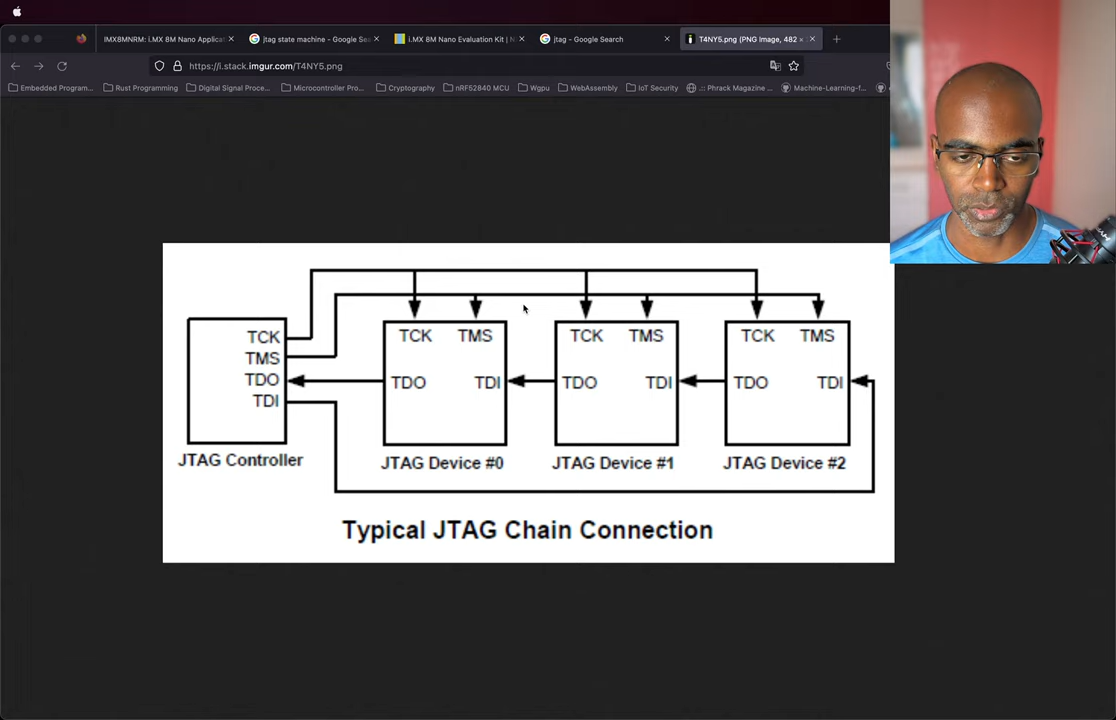 IMX8MNRM: i.MX 8M Nano Applicat
jtag state machine - Google Sea
i.MX 8M Nano Evaluation Kit | N
jtag - Google Search
T4NY5.png (PNG Image, 482 ×
https://i.stack.imgur.com/T4NY5.png
Embedded Program...
Rust Programming
Digital Signal Proce...
Microcontroller Pro...
Cryptography
nRF52840 MCU
Wgpu
WebAssembly
IoT Security
.:: Phrack Magazine ...
Machine-Learning-f...
TCK
TMS
TDO
TDI
JTAG Controller
TCK TMS
TDO TDI
JTAG Device #0
TCK TMS
TDO TDI
JTAG Device #1
TCK TMS
TDO TDI
JTAG Device #2
Typical JTAG Chain Connection